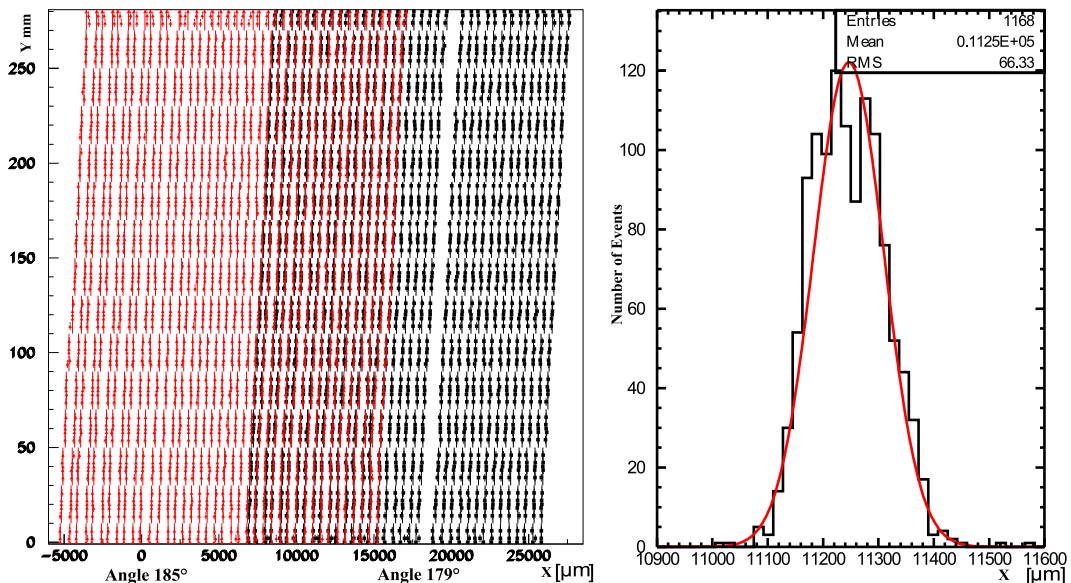 Y mm
250
200
150
100
50
0
-5000 0 5000 10000 15000 20000 25000
Angle 185° Angle 179° X [µm]
Entries 1168
Mean 0.1125E+05
RMS 66.33
Number of Events
120
100
80
60
40
20
0
10900 11000 11100 11200 11300 11400 11500 11600
X [µm]